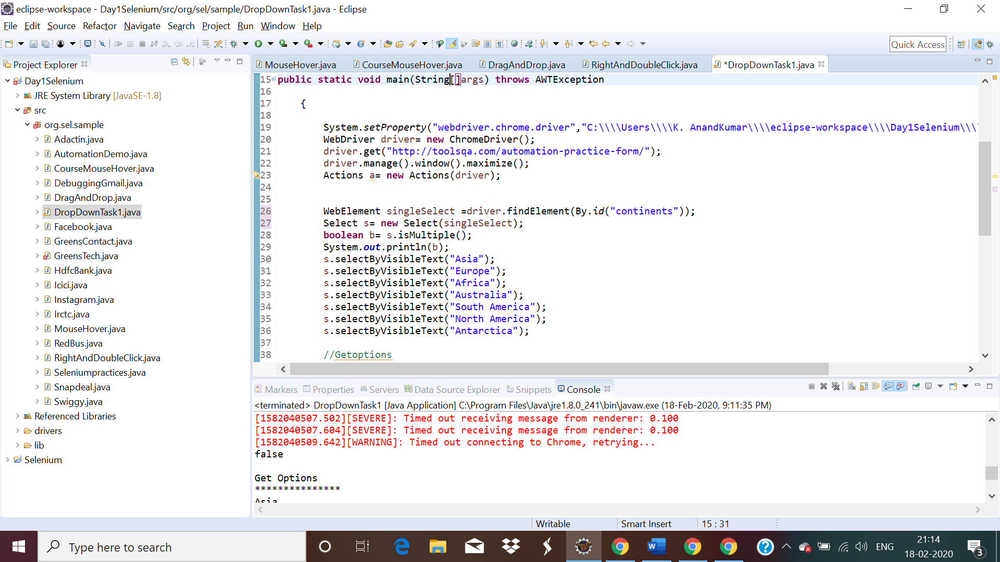 eclipse-workspace - Day1Selenium/src/org/sel/sample/DropDownTask1.java - Eclipse
File Edit Source Refactor Navigate Search Project Run Window Help
Quick Access
Project Explorer
Day1Selenium
JRE System Library [JavaSE-1.8]
src
org.sel.sample
Adactin.java
AutomationDemo.java
CourseMouseHover.java
DebuggingGmail.java
DragAndDrop.java
DropDownTask1.java
Facebook.java
GreensContact.java
GreensTech.java
HdfcBank.java
Icici.java
Instagram.java
Irctc.java
MouseHover.java
RedBus.java
RightAndDoubleClick.java
Seleniumpractices.java
Snapdeal.java
Swiggy.java
Referenced Libraries
drivers
lib
Selenium
MouseHover.java CourseMouseHover.java DragAndDrop.java RightAndDoubleClick.java *DropDownTask1.java
15 public static void main(String[]args) throws AWTException
16
17 {
18
19 System.setProperty("webdriver.chrome.driver","C:\\\\Users\\\\K. AnandKumar\\\\eclipse-workspace\\\\Day1Selenium\\\\
20 WebDriver driver= new ChromeDriver();
21 driver.get("http://toolsqa.com/automation-practice-form/");
22 driver.manage().window().maximize();
23 Actions a= new Actions(driver);
24
25
26 WebElement singleSelect =driver.findElement(By.id("continents"));
27 Select s= new Select(singleSelect);
28 boolean b= s.isMultiple();
29 System.out.println(b);
30 s.selectByVisibleText("Asia");
31 s.selectByVisibleText("Europe");
32 s.selectByVisibleText("Africa");
33 s.selectByVisibleText("Australia");
34 s.selectByVisibleText("South America");
35 s.selectByVisibleText("North America");
36 s.selectByVisibleText("Antarctica");
37
38 //Getoptions
Markers Properties Servers Data Source Explorer Snippets Console
<terminated> DropDownTask1 [Java Application] C:\Program Files\Java\jre1.8.0_241\bin\javaw.exe (18-Feb-2020, 9:11:35 PM)
[1582040507.502][SEVERE]: Timed out receiving message from renderer: 0.100
[1582040507.604][SEVERE]: Timed out receiving message from renderer: 0.100
[1582040509.642][WARNING]: Timed out connecting to Chrome, retrying...
false
Get Options
***************
Asia
Writable Smart Insert 15 : 31
Type here to search
ENG
21:14
18-02-2020
3